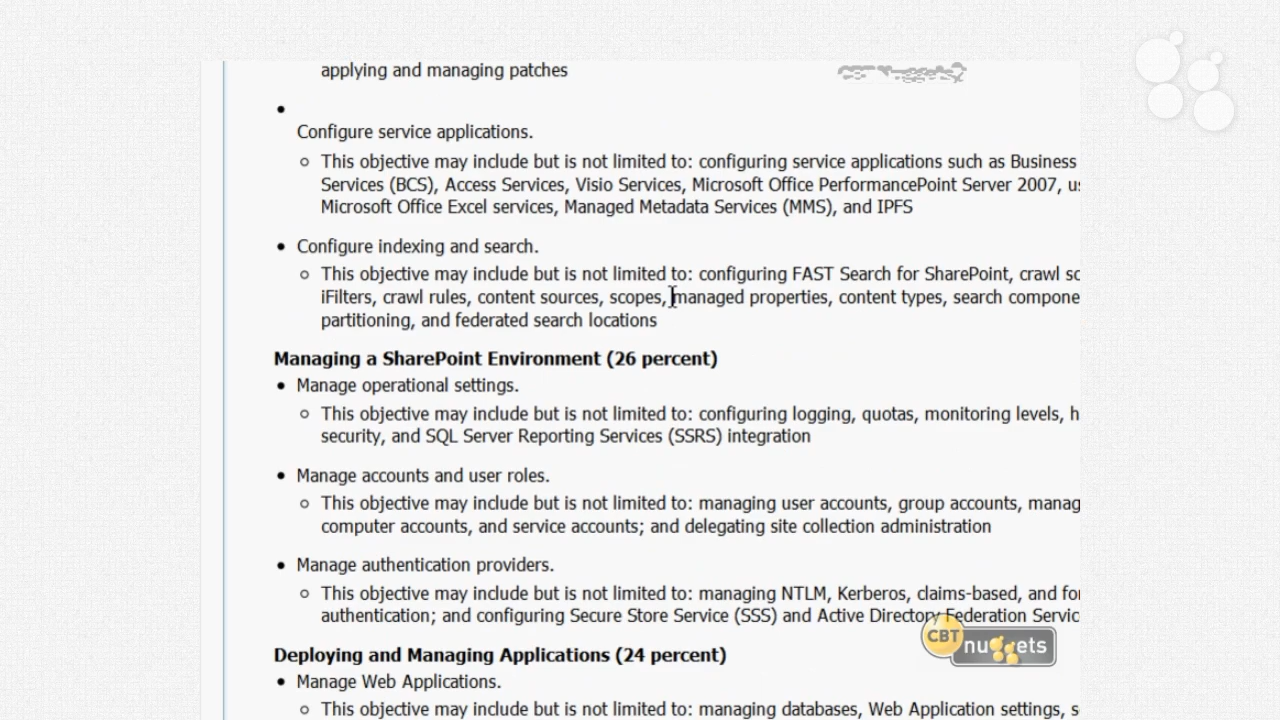 applying and managing patches
Configure service applications.
This objective may include but is not limited to: configuring service applications such as Business
Services (BCS), Access Services, Visio Services, Microsoft Office PerformancePoint Server 2007,
Microsoft Office Excel services, Managed Metadata Services (MMS), and IPFS
Configure indexing and search.
This objective may include but is not limited to: configuring FAST Search for SharePoint, crawl
iFilters, crawl rules, content sources, scopes, managed properties, content types, search
partitioning, and federated search locations
Managing a SharePoint Environment (26 percent)
Manage operational settings.
This objective may include but is not limited to: configuring logging, quotas, monitoring levels,
security, and SQL Server Reporting Services (SSRS) integration
Manage accounts and user roles.
This objective may include but is not limited to: managing user accounts, group accounts,
computer accounts, and service accounts; and delegating site collection administration
Manage authentication providers.
This objective may include but is not limited to: managing NTLM, Kerberos, claims-based, and
authentication; and configuring Secure Store Service (SSS) and Active Directory Federation
CBT nuggets
Deploying and Managing Applications (24 percent)
Manage Web Applications.
This objective may include but is not limited to: managing databases, Web Application settings,